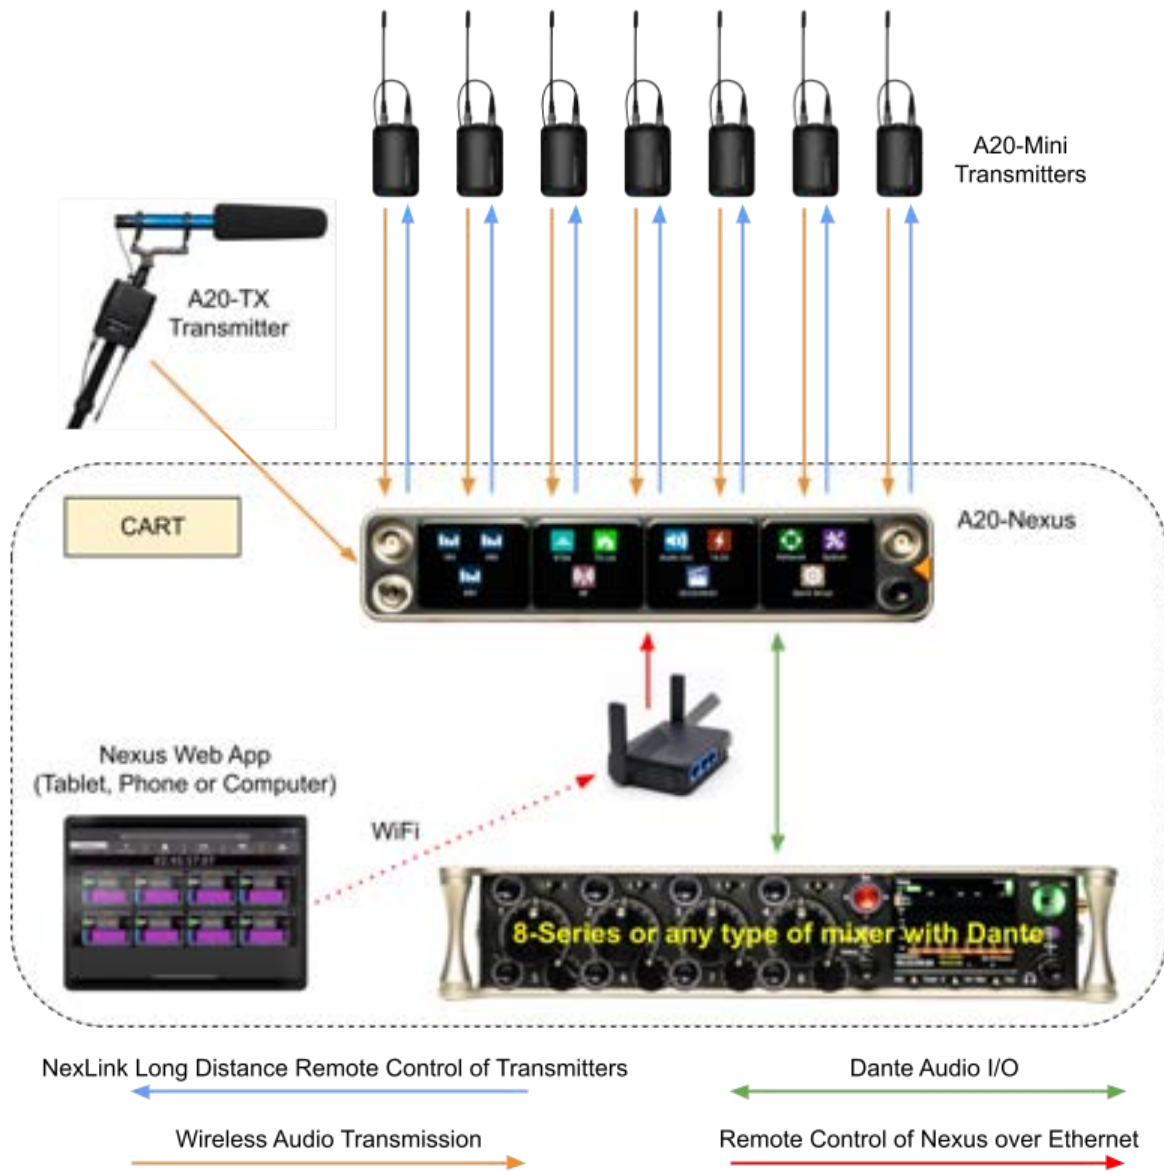 A20-Mini
Transmitters
A20-TX
Transmitter
CART
A20-Nexus
Nexus Web App
(Tablet, Phone or Computer)
WiFi
8-Series or any type of mixer with Dante
NexLink Long Distance Remote Control of Transmitters
Dante Audio I/O
Wireless Audio Transmission
Remote Control of Nexus over Ethernet